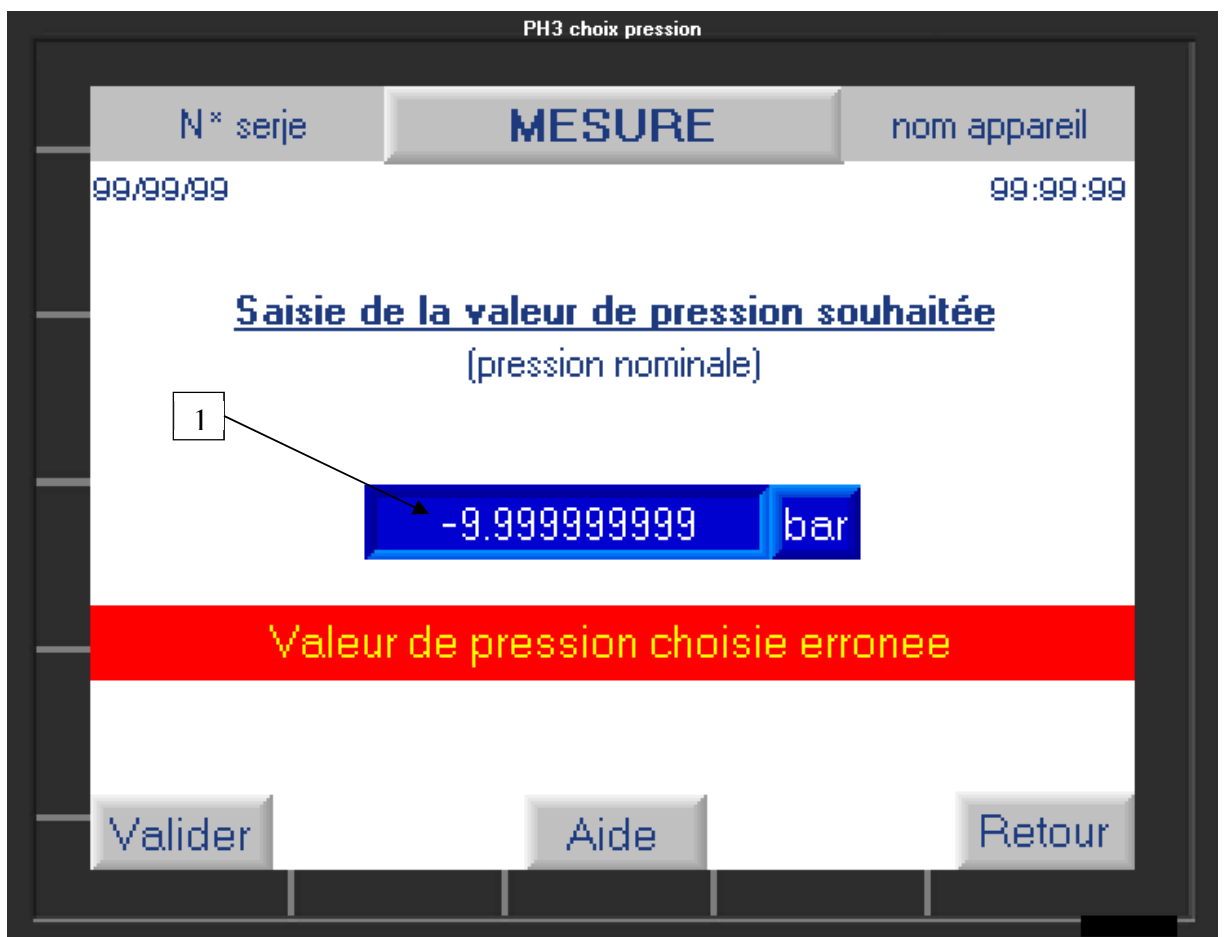 PH3 choix pression
N° serje MESURE nom appareil
99/99/99 99:99:99
Saisie de la valeur de pression souhaitée
(pression nominale)
1
-9.999999999 bar
Valeur de pression choisie erronee
Valider Aide Retour